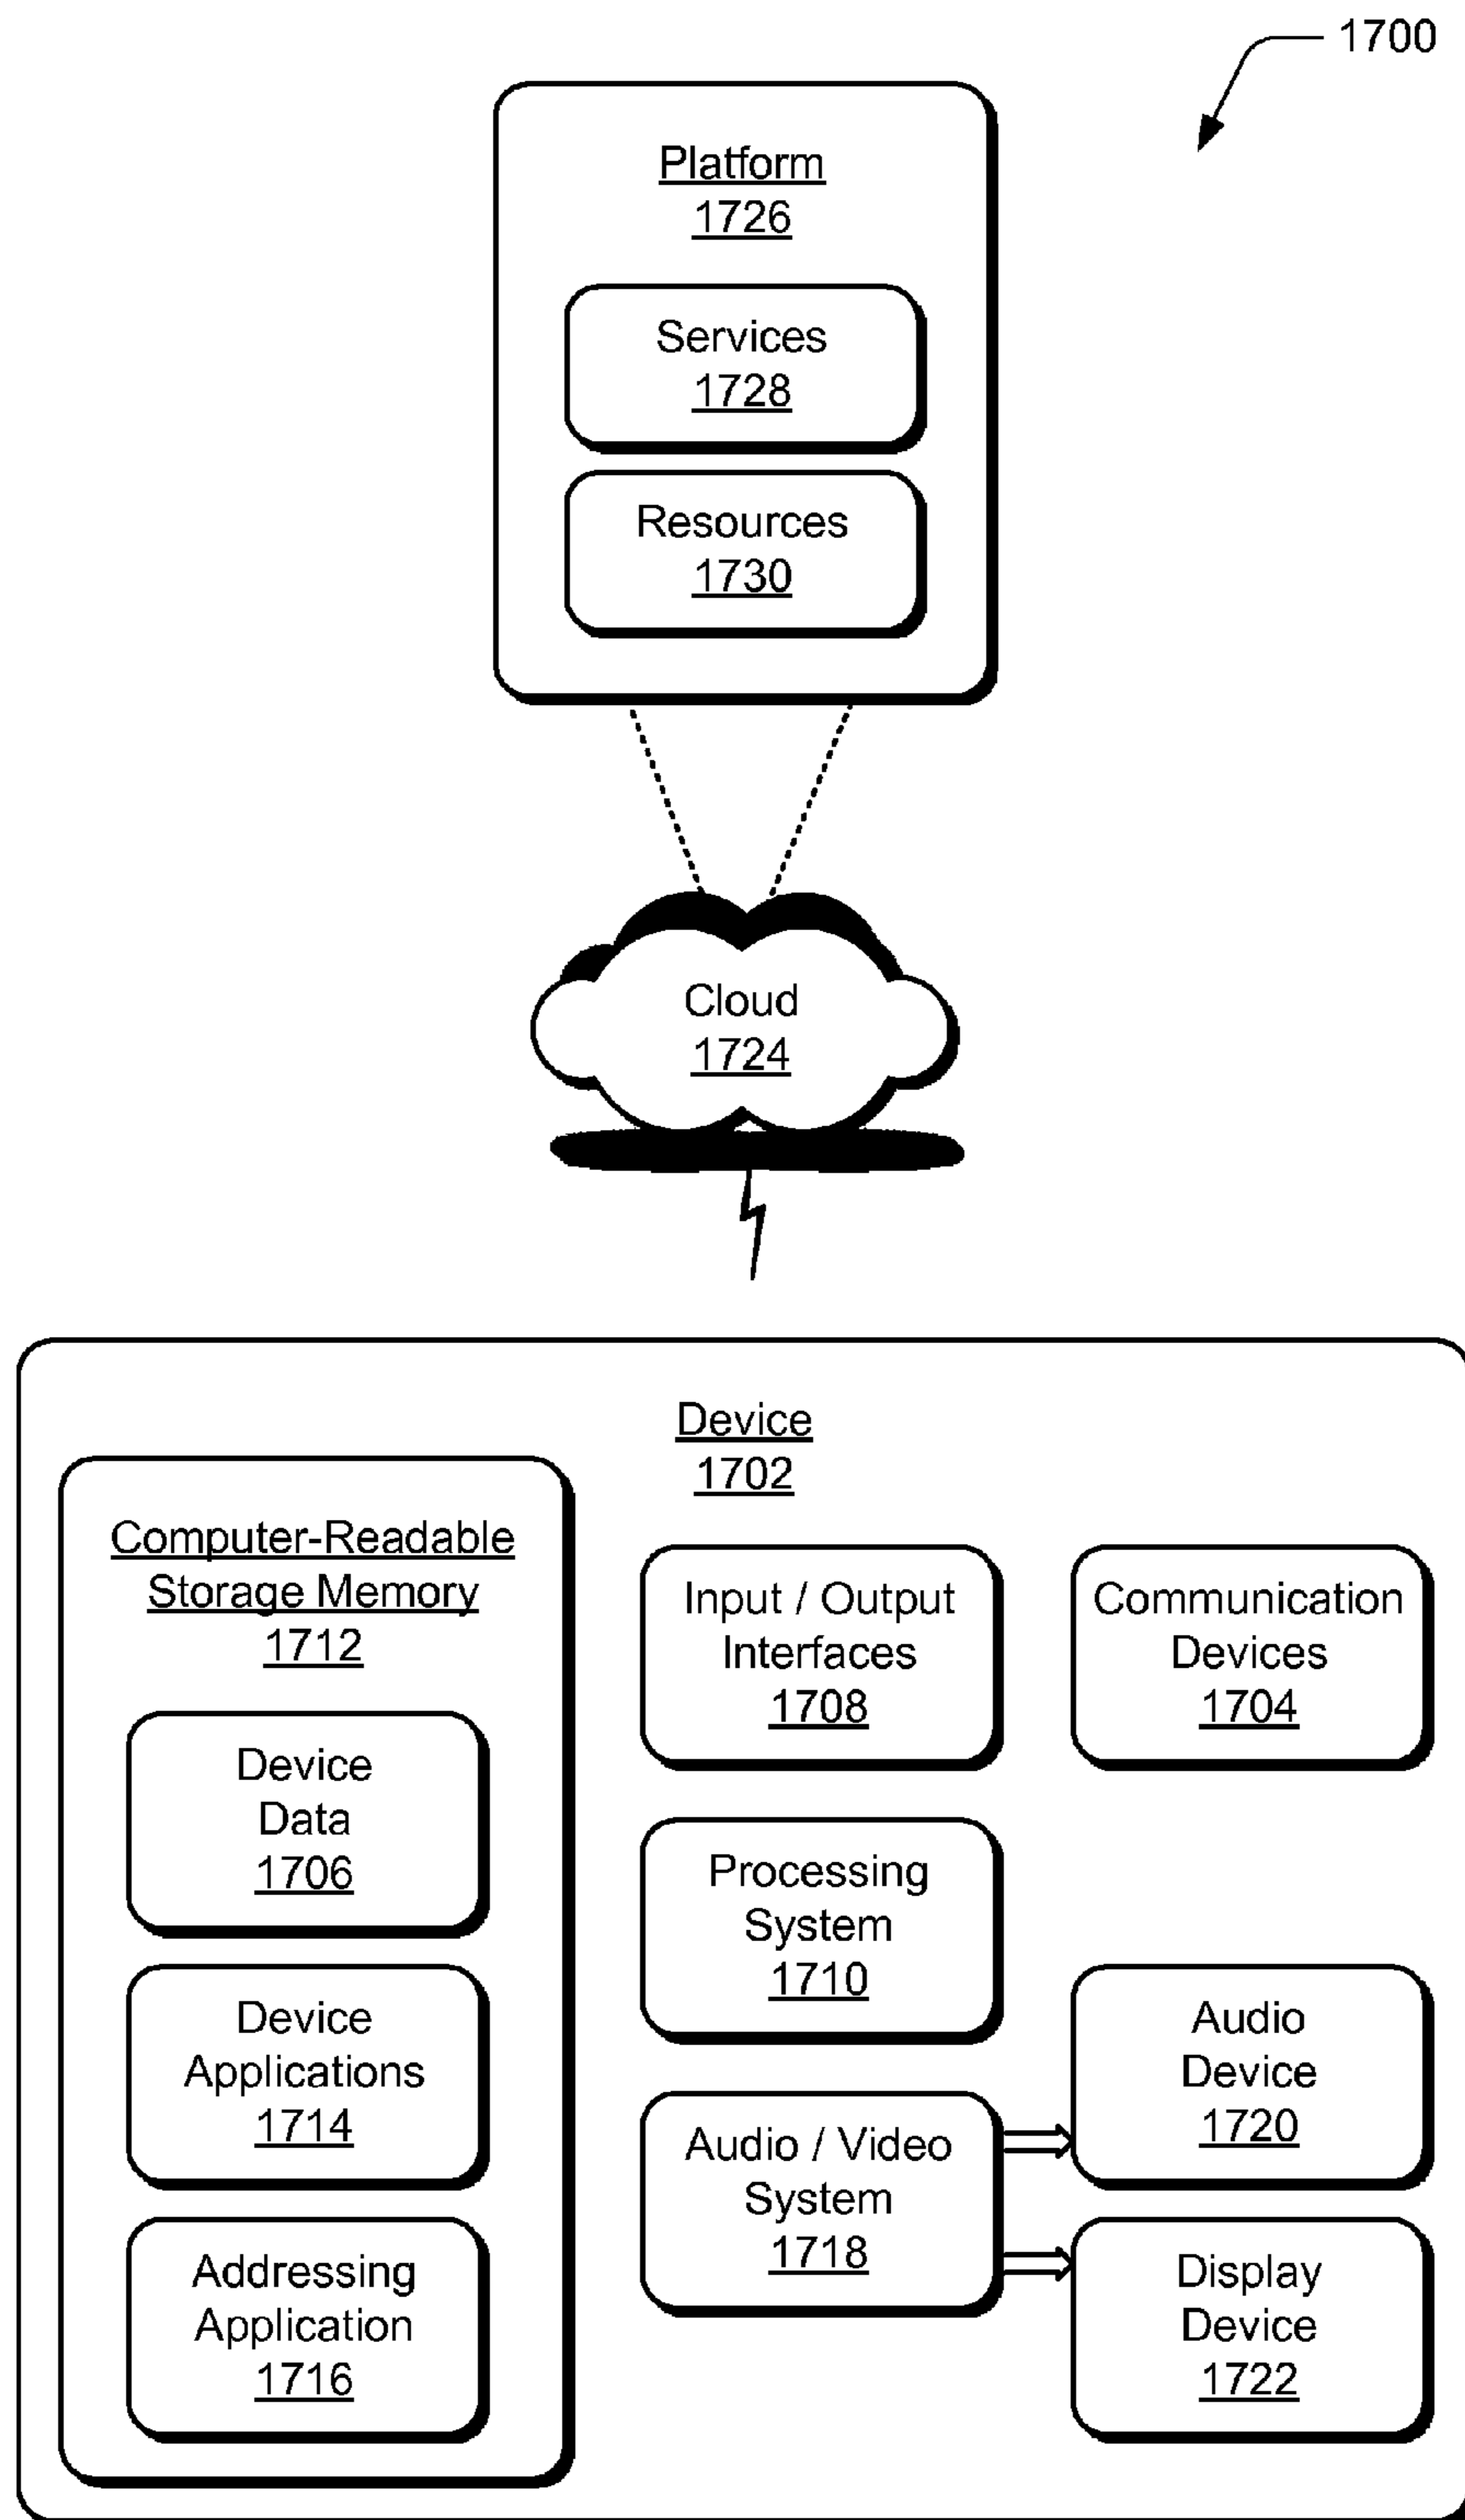 1700
Platform
1726
Services
1728
Resources
1730
Cloud
1724
Device
1702
Computer-Readable
Storage Memory
1712
Device
Data
1706
Device
Applications
1714
Addressing
Application
1716
Input / Output
Interfaces
1708
Processing
System
1710
Audio / Video
System
1718
Communication
Devices
1704
Audio
Device
1720
Display
Device
1722